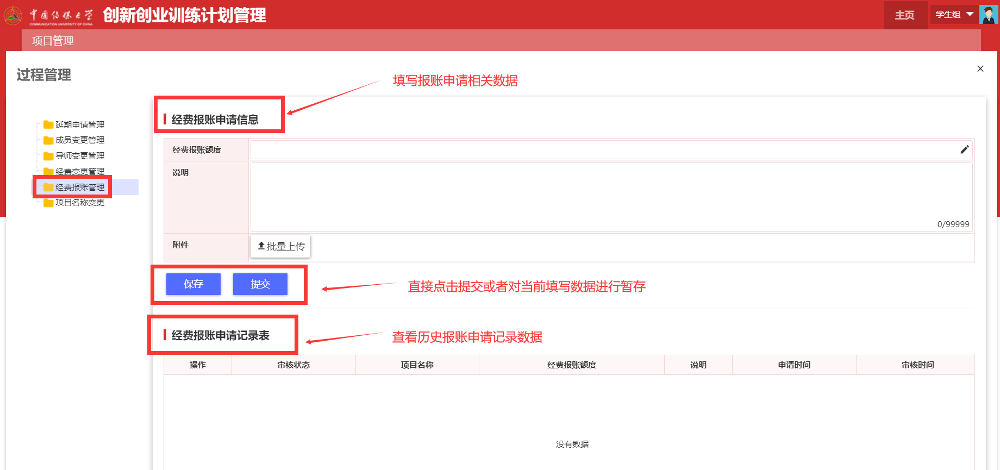 中国传媒大学
COMMUNICATION UNIVERSITY OF CHINA
创新创业训练计划管理
主页
学生组
项目管理
过程管理
填写报账申请相关数据
延期申请管理
成员变更管理
导师变更管理
经费变更管理
经费报账管理
项目名称变更
经费报账申请信息
经费报账额度
说明
0/99999
附件
批量上传
保存
提交
直接点击提交或者对当前填写数据进行暂存
经费报账申请记录表
查看历史报账申请记录数据
操作 审核状态 项目名称 经费报账额度 说明 申请时间 审核时间
没有数据